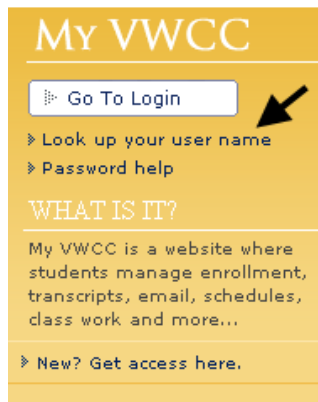 MY VWCC
Go To Login
Look up your user name
Password help
WHAT IS IT?
My VWCC is a website where
students manage enrollment,
transcripts, email, schedules,
class work and more...
New? Get access here.